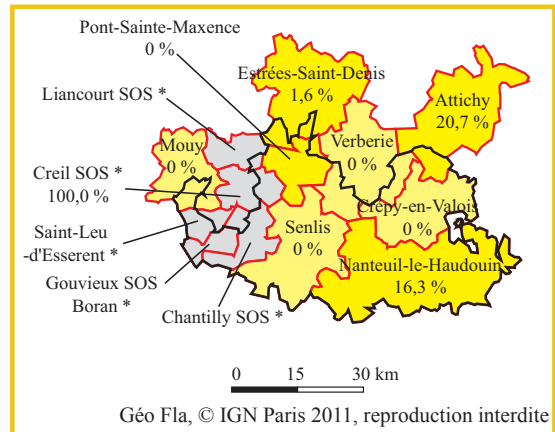 Pont-Sainte-Maxence
0 %
Estrées-Saint-Denis
1,6 %
Liancourt SOS *
Attichy
20,7 %
Mouy
0 %
Verberie
0 %
Creil SOS *
100,0 %
Crépy-en-Valois
0 %
Saint-Leu
-d'Esserent *
Senlis
0 %
Nanteuil-le-Haudouin
16,3 %
Gouvieux SOS
Boran *
Chantilly SOS *
0 15 30 km
Géo Fla, © IGN Paris 2011, reproduction interdite